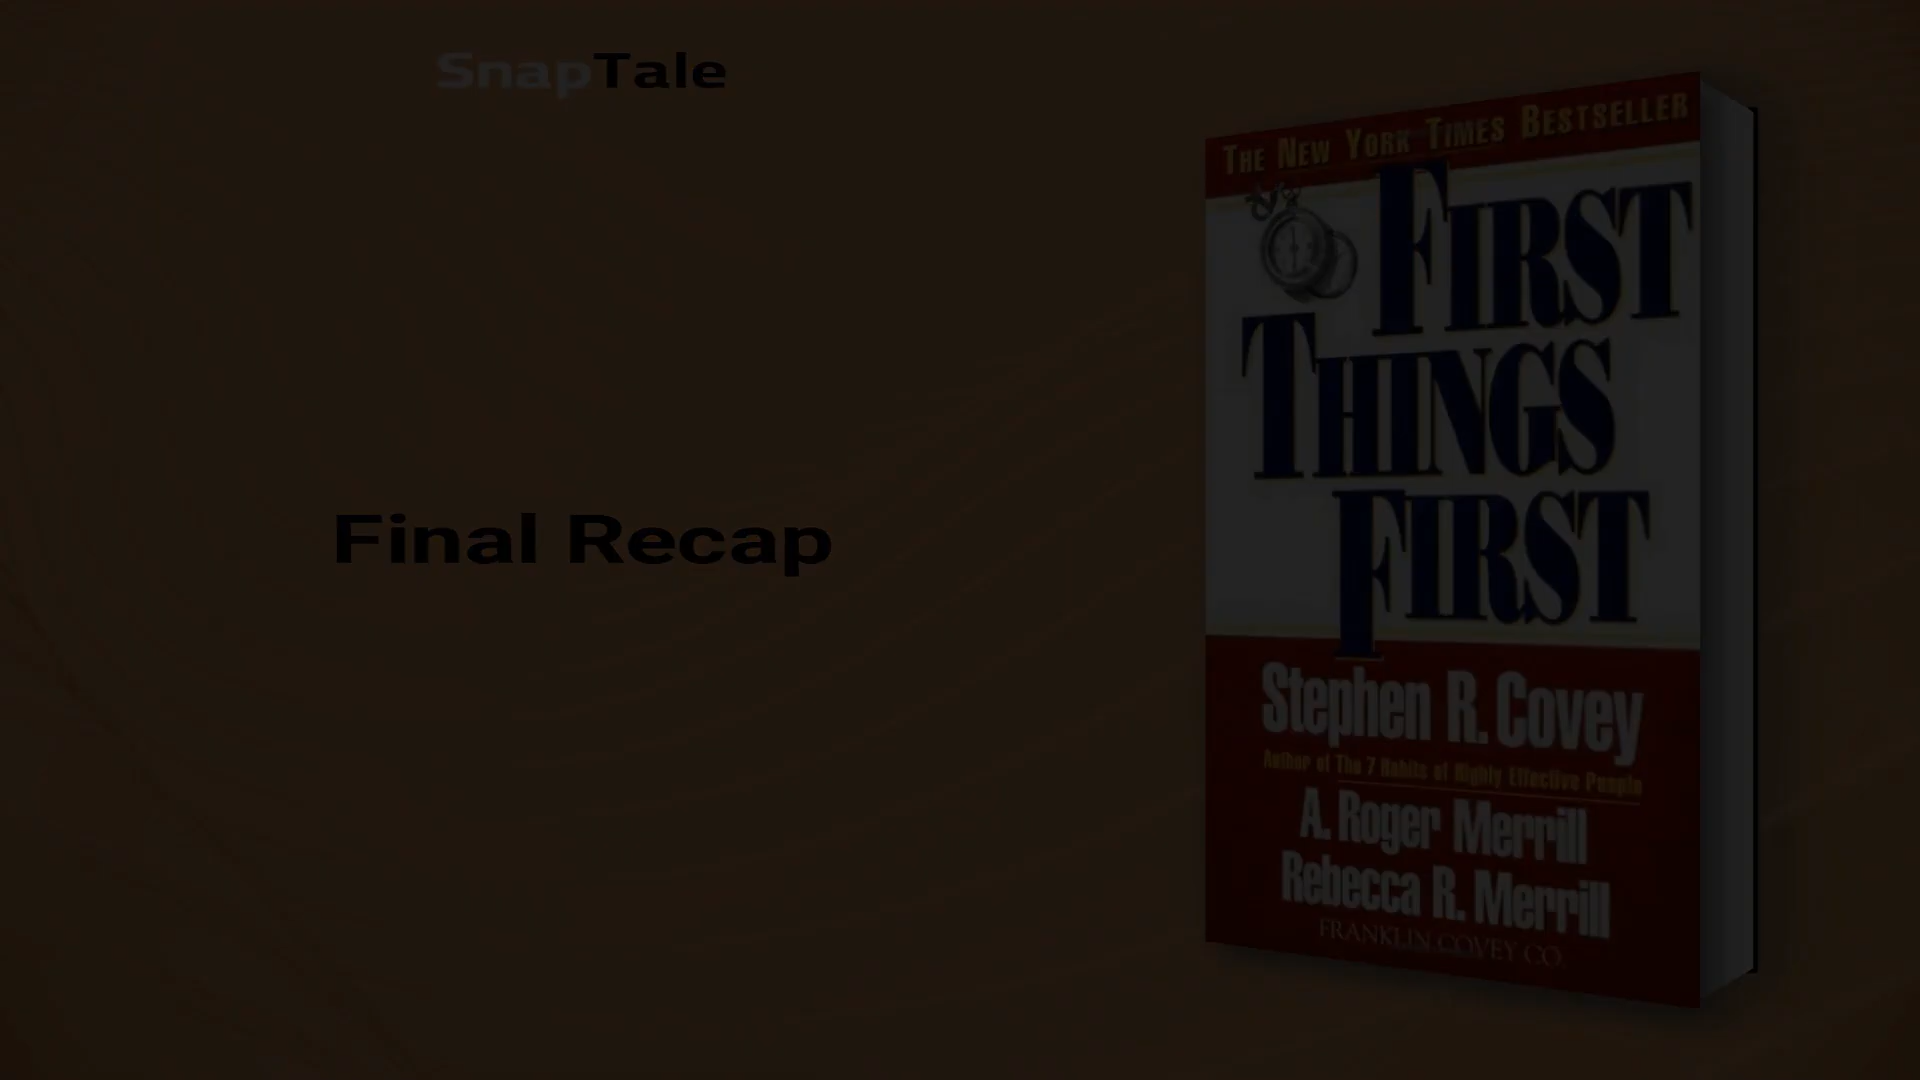 SnapTale
Final Recap
THE NEW YORK TIMES BESTSELLER
FIRST
THINGS
FIRST
Stephen R. Covey
Author of The 7 Habits of Highly Effective People
A. Roger Merrill
Rebecca R. Merrill
FRANKLIN COVEY CO